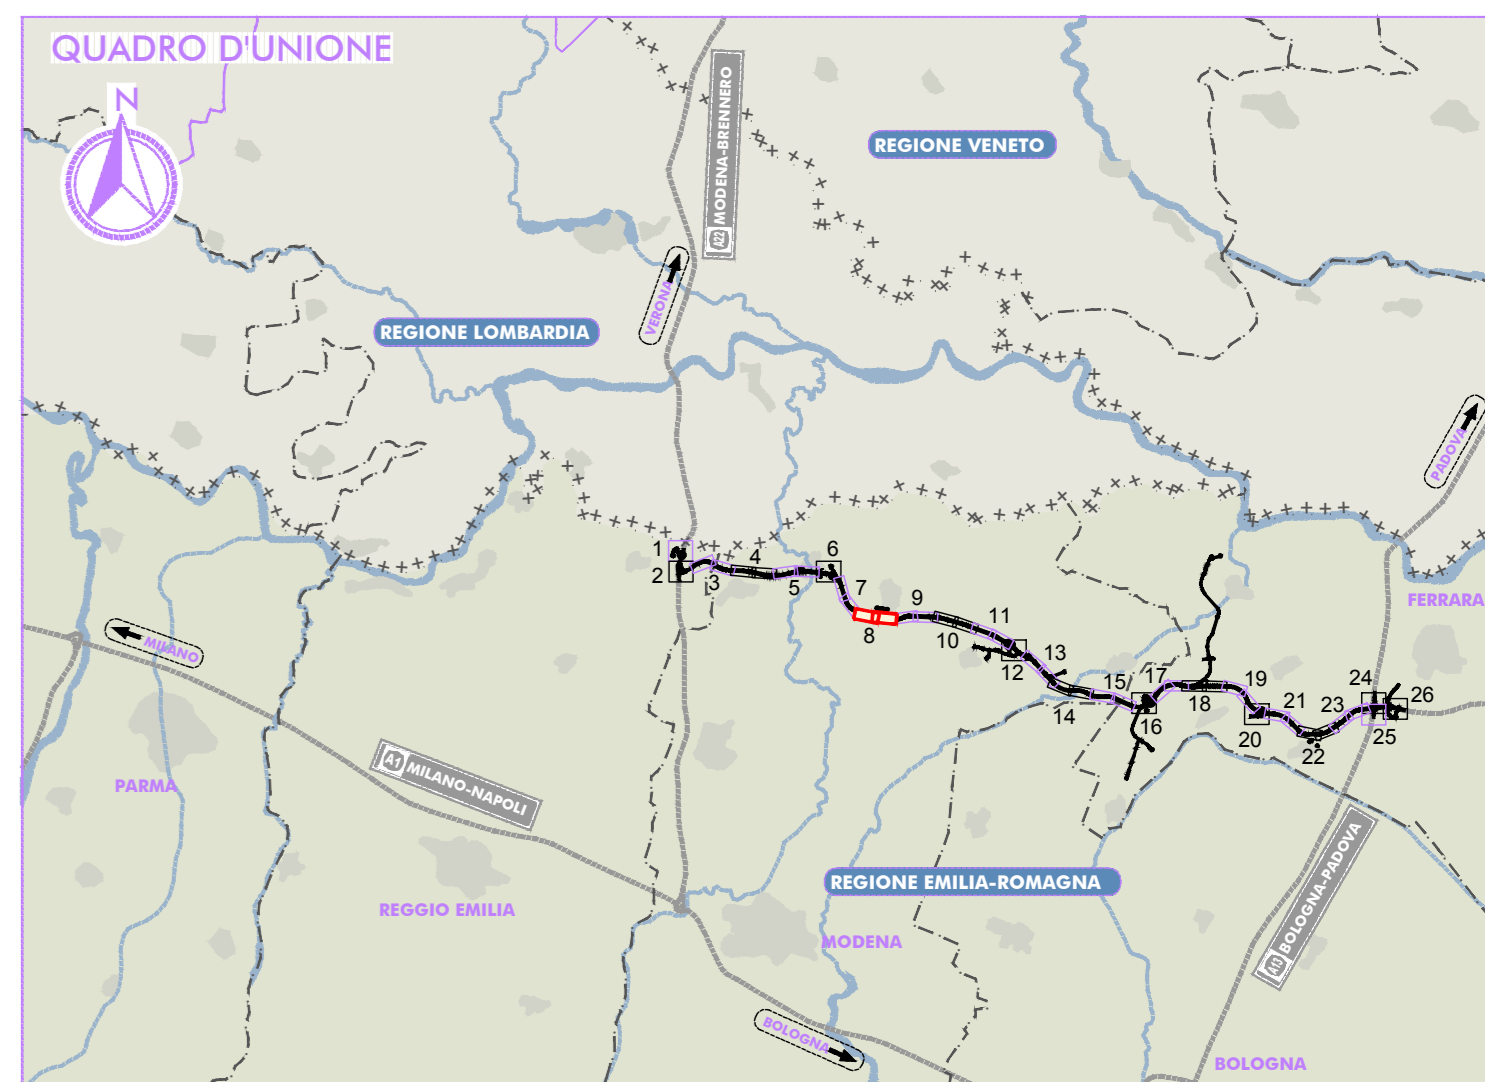 QUADRO D'UNIONE
N
A22 MODENA-BRENNERO
REGIONE VENETO
VERONA
REGIONE LOMBARDIA
PADOVA
1
2
3
4
5
6
7
8
9
10
11
12
13
14
15
16
17
18
19
20
21
22
23
24
25
26
FERRARA
MILANO
A1 MILANO-NAPOLI
PARMA
REGIONE EMILIA-ROMAGNA
A13 BOLOGNA-PADOVA
REGGIO EMILIA
MODENA
BOLOGNA
BOLOGNA